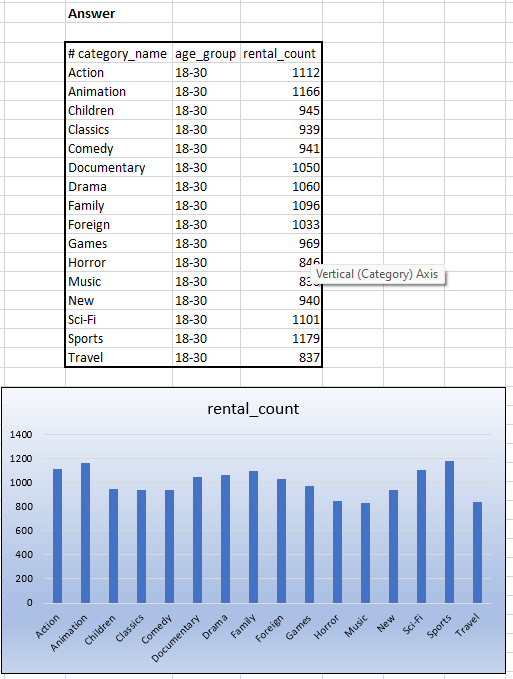 Answer
# category_name age_group rental_count
Action 18-30 1112
Animation 18-30 1166
Children 18-30 945
Classics 18-30 939
Comedy 18-30 941
Documentary 18-30 1050
Drama 18-30 1060
Family 18-30 1096
Foreign 18-30 1033
Games 18-30 969
Horror 18-30 846
Vertical (Category) Axis
Music 18-30
New 18-30 940
Sci-Fi 18-30 1101
Sports 18-30 1179
Travel 18-30 837
rental_count
1400
1200
1000
800
600
400
200
0
Action Animation Children Classics Comedy Documentary Drama Family Foreign Games Horror Music New Sci-Fi Sports Travel